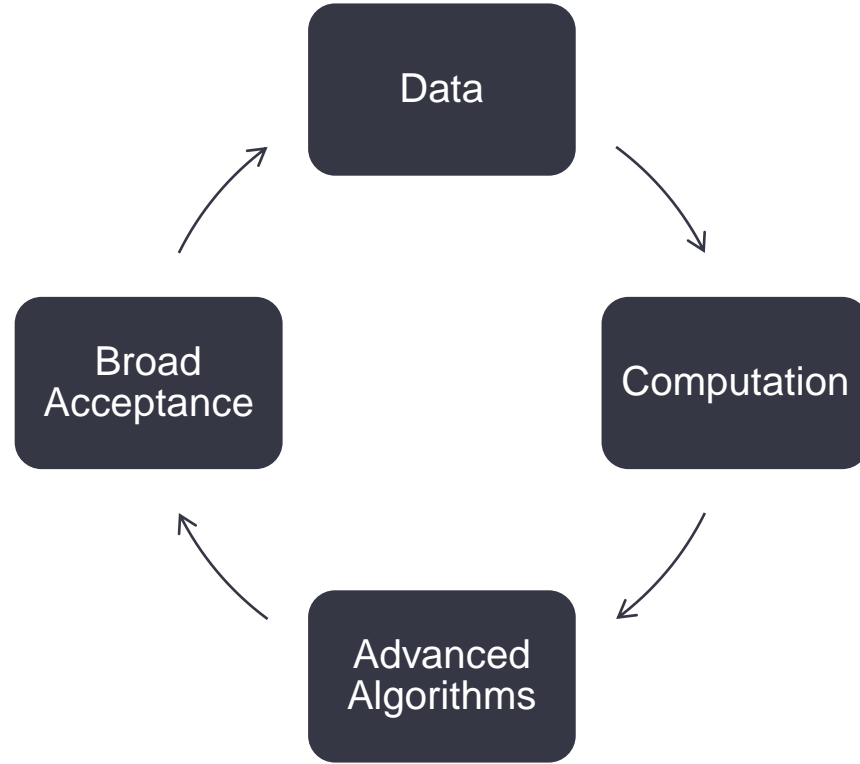 Data
Computation
Advanced
Algorithms
Broad
Acceptance